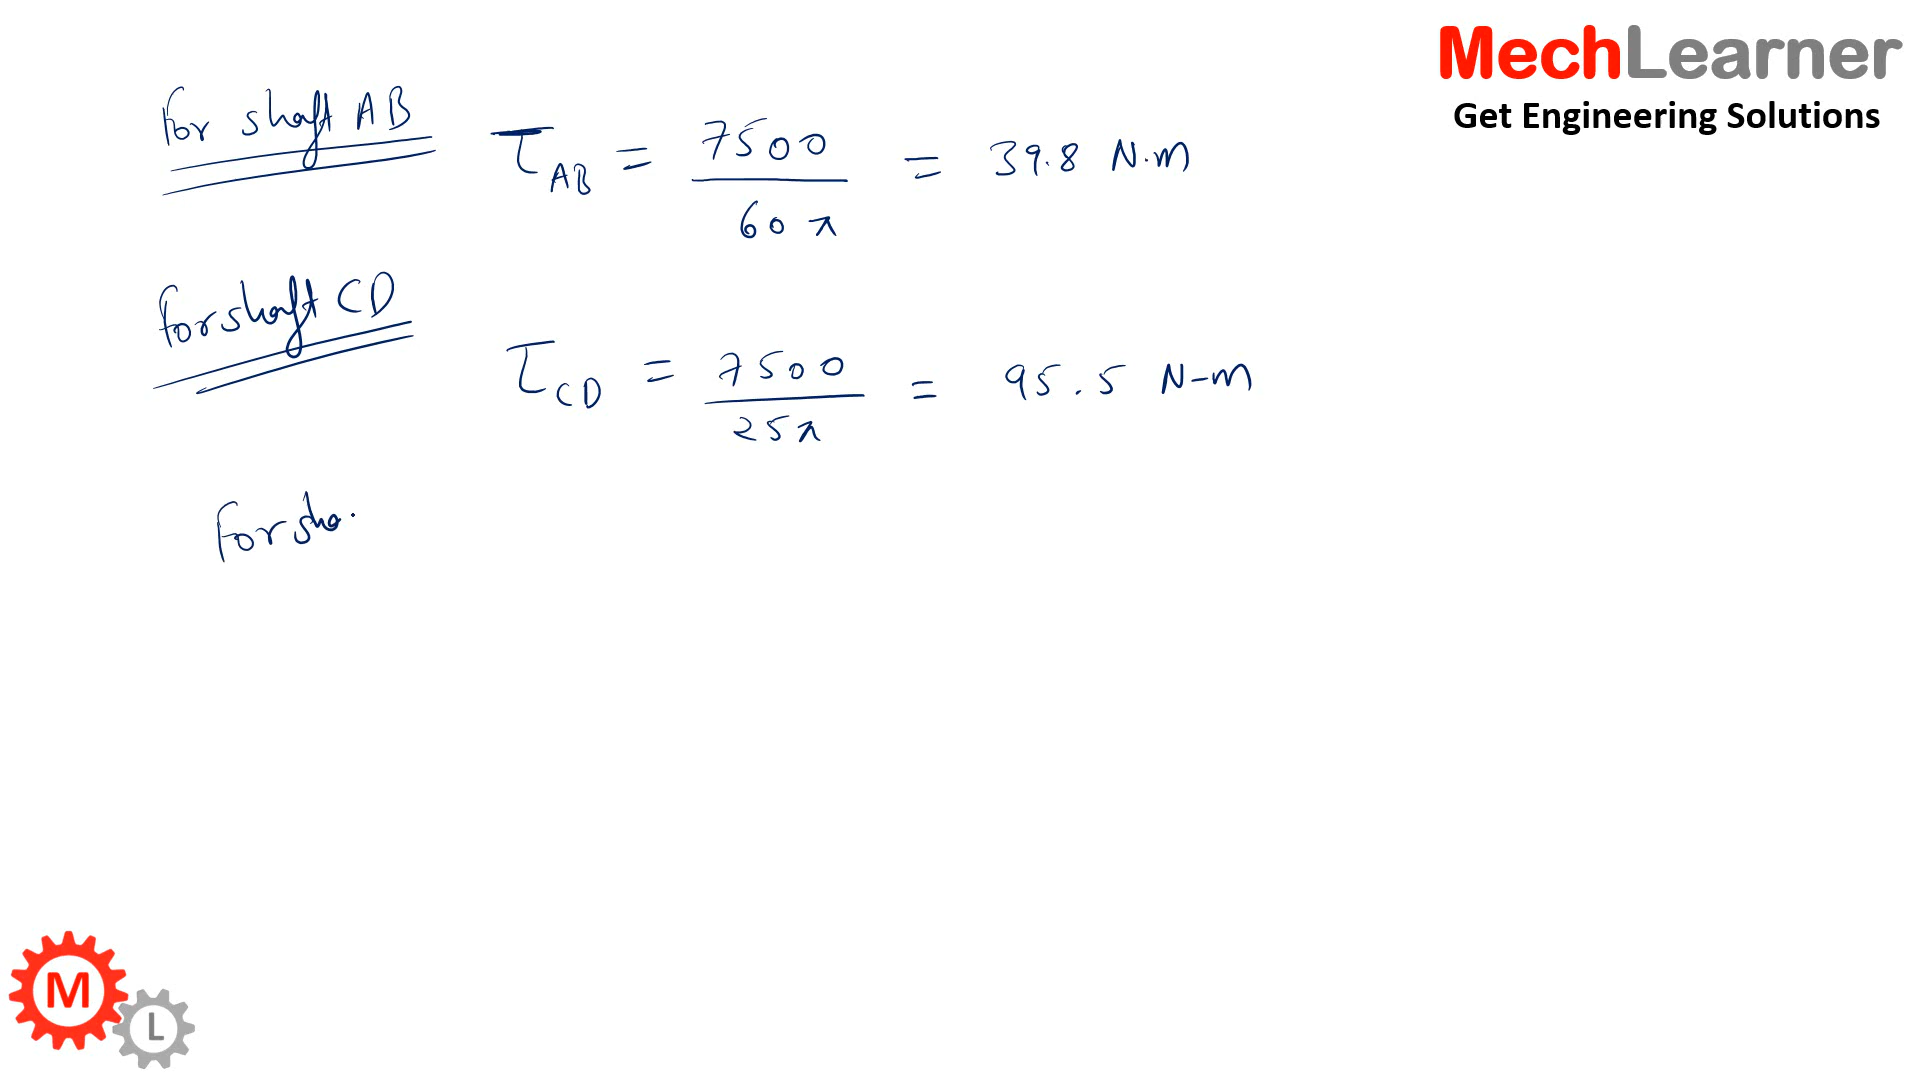 MechLearner
Get Engineering Solutions
For shaft AB
τAB = 7500 / 60π = 39.8 N.m
For shaft CD
τCD = 7500 / 25π = 95.5 N-m
For sha
M
L